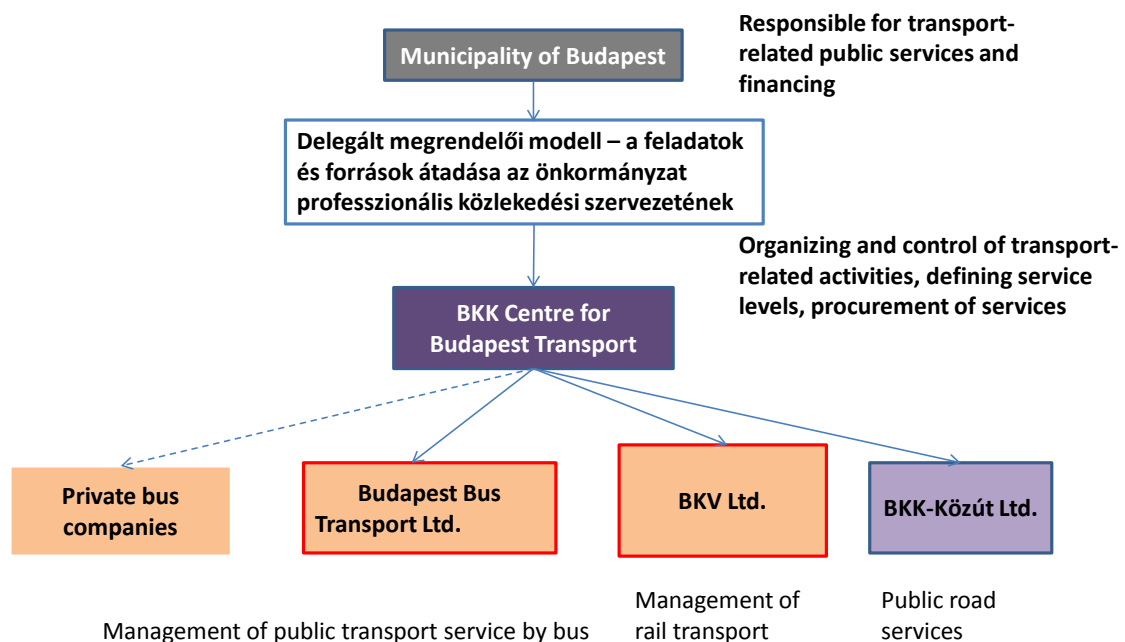 Municipality of Budapest
Responsible for transport-
related public services and
financing
Delegált megrendelői modell – a feladatok
és források átadása az önkormányzat
professzionális közlekedési szervezetének
Organizing and control of transport-
related activities, defining service
levels, procurement of services
BKK Centre for
Budapest Transport
Private bus
companies
Budapest Bus
Transport Ltd.
BKV Ltd.
BKK-Közút Ltd.
Management of public transport service by bus
Management of
rail transport
Public road
services